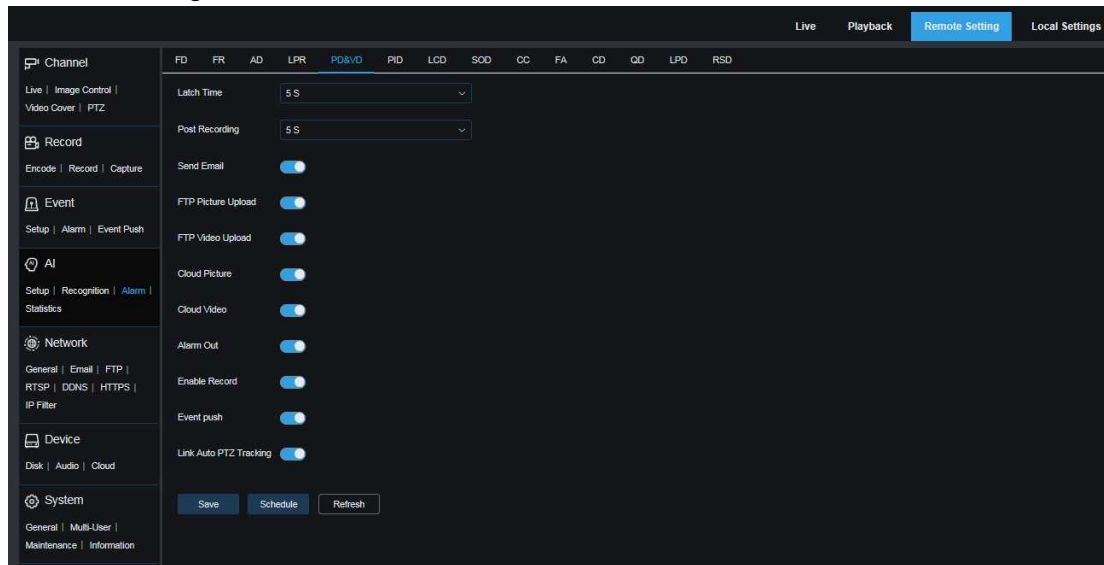 Live Playback Remote Setting Local Settings
Channel
Live | Image Control |
Video Cover | PTZ
Record
Encode | Record | Capture
Event
Setup | Alarm | Event Push
AI
Setup | Recognition | Alarm |
Statistics
Network
General | Email | FTP |
RTSP | DDNS | HTTPS |
IP Filter
Device
Disk | Audio | Cloud
System
General | Multi-User |
Maintenance | Information
FD FR AD LPR PD&VD PID LCD SOD CC FA CD QD LPD RSD
Latch Time 5 S
Post Recording 5 S
Send Email
FTP Picture Upload
FTP Video Upload
Cloud Picture
Cloud Video
Alarm Out
Enable Record
Event push
Link Auto PTZ Tracking
Save Schedule Refresh